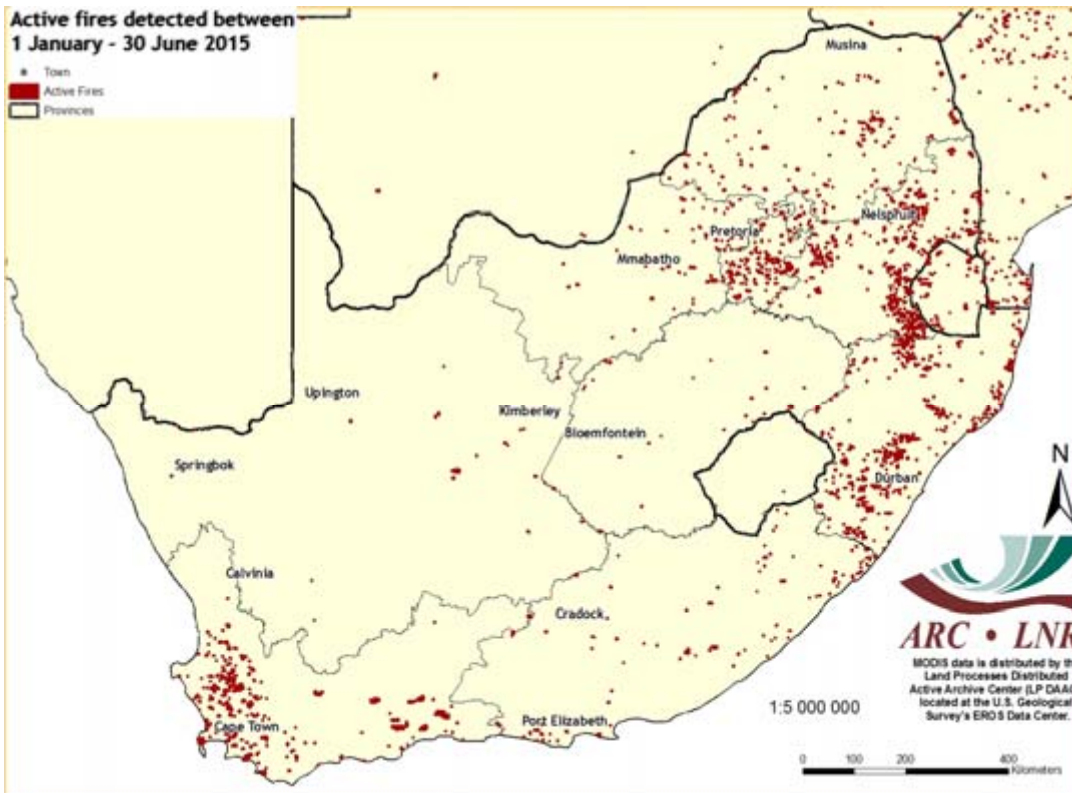 Active fires detected between
1 January - 30 June 2015
Town
Active Fires
Provinces
Musina
Nelspruit
Pretoria
Mmabatho
Upington
Kimberley
Bloemfontein
Springbok
Durban
N
Calvinia
Cradock
ARC • LNR
MODIS data is distributed by th
Land Processes Distributed
Active Archive Center (LP DAAC
located at the U.S. Geological
Survey's EROS Data Center.
1:5 000 000
Cape Town
Port Elizabeth
0 100 200 400
Kilometers